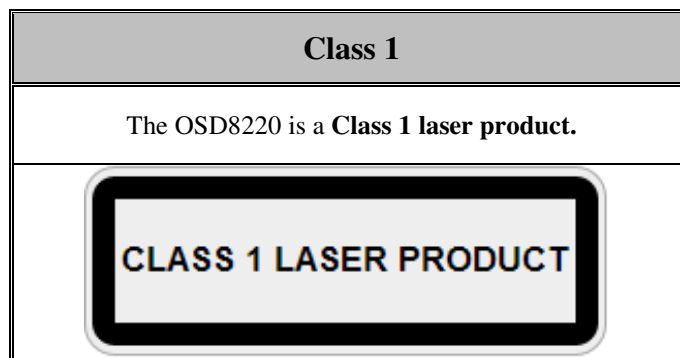 Class 1
The OSD8220 is a Class 1 laser product.
CLASS 1 LASER PRODUCT